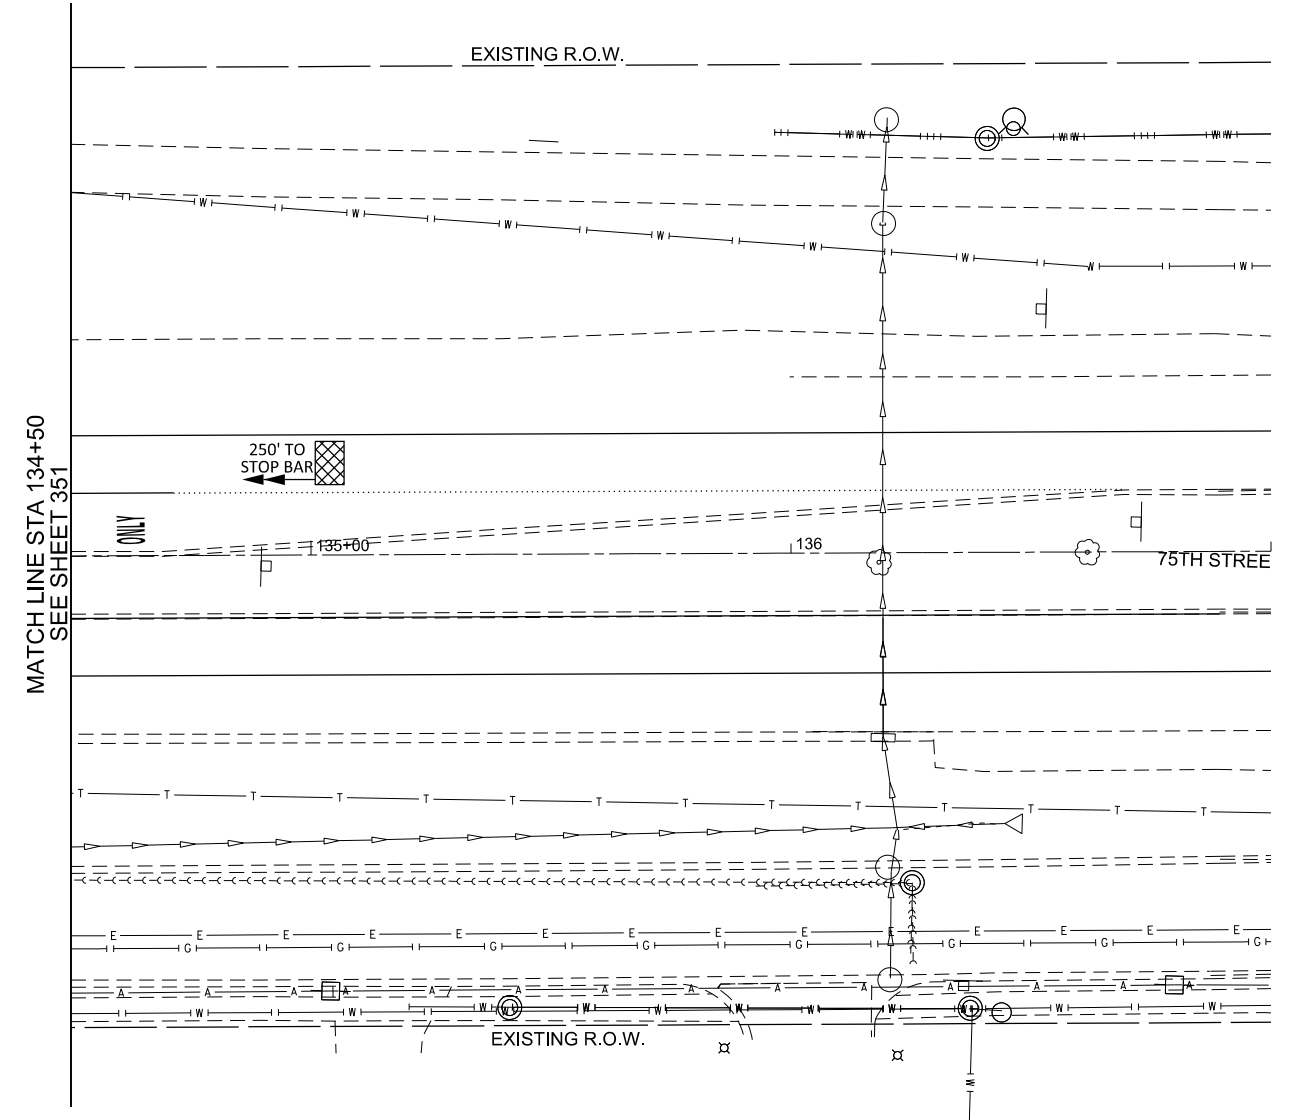 EXISTING R.O.W.
W W W W W W
W W W W W W W W
250' TO
STOP BAR
MATCH LINE STA 134+50
SEE SHEET 351
ONLY
135+00
136
75TH STREE
T T T T T T T T T T T T T T
E E E E E E E E E E E E E E
G G G G G G G G
A A A A A A A A A A A A A
W W W W W W W W W W W
EXISTING R.O.W.
W